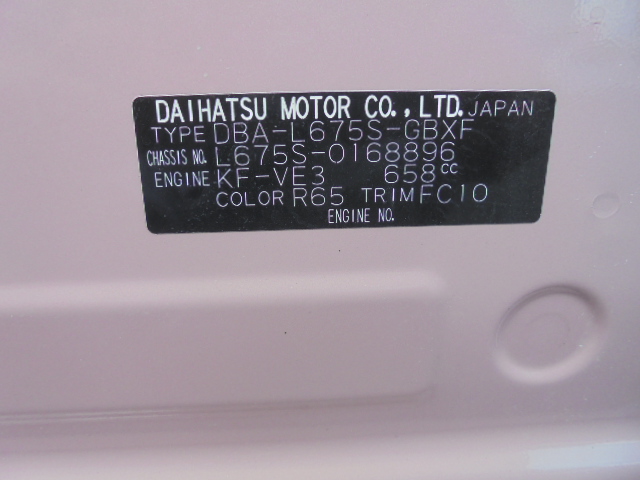 DAIHATSU MOTOR CO., LTD. JAPAN
TYPE DBA-L675S-GBXF
CHASSIS NO. L675S-0168896
ENGINE KF-VE3 658cc
COLOR R65 TRIM FC10
ENGINE NO.